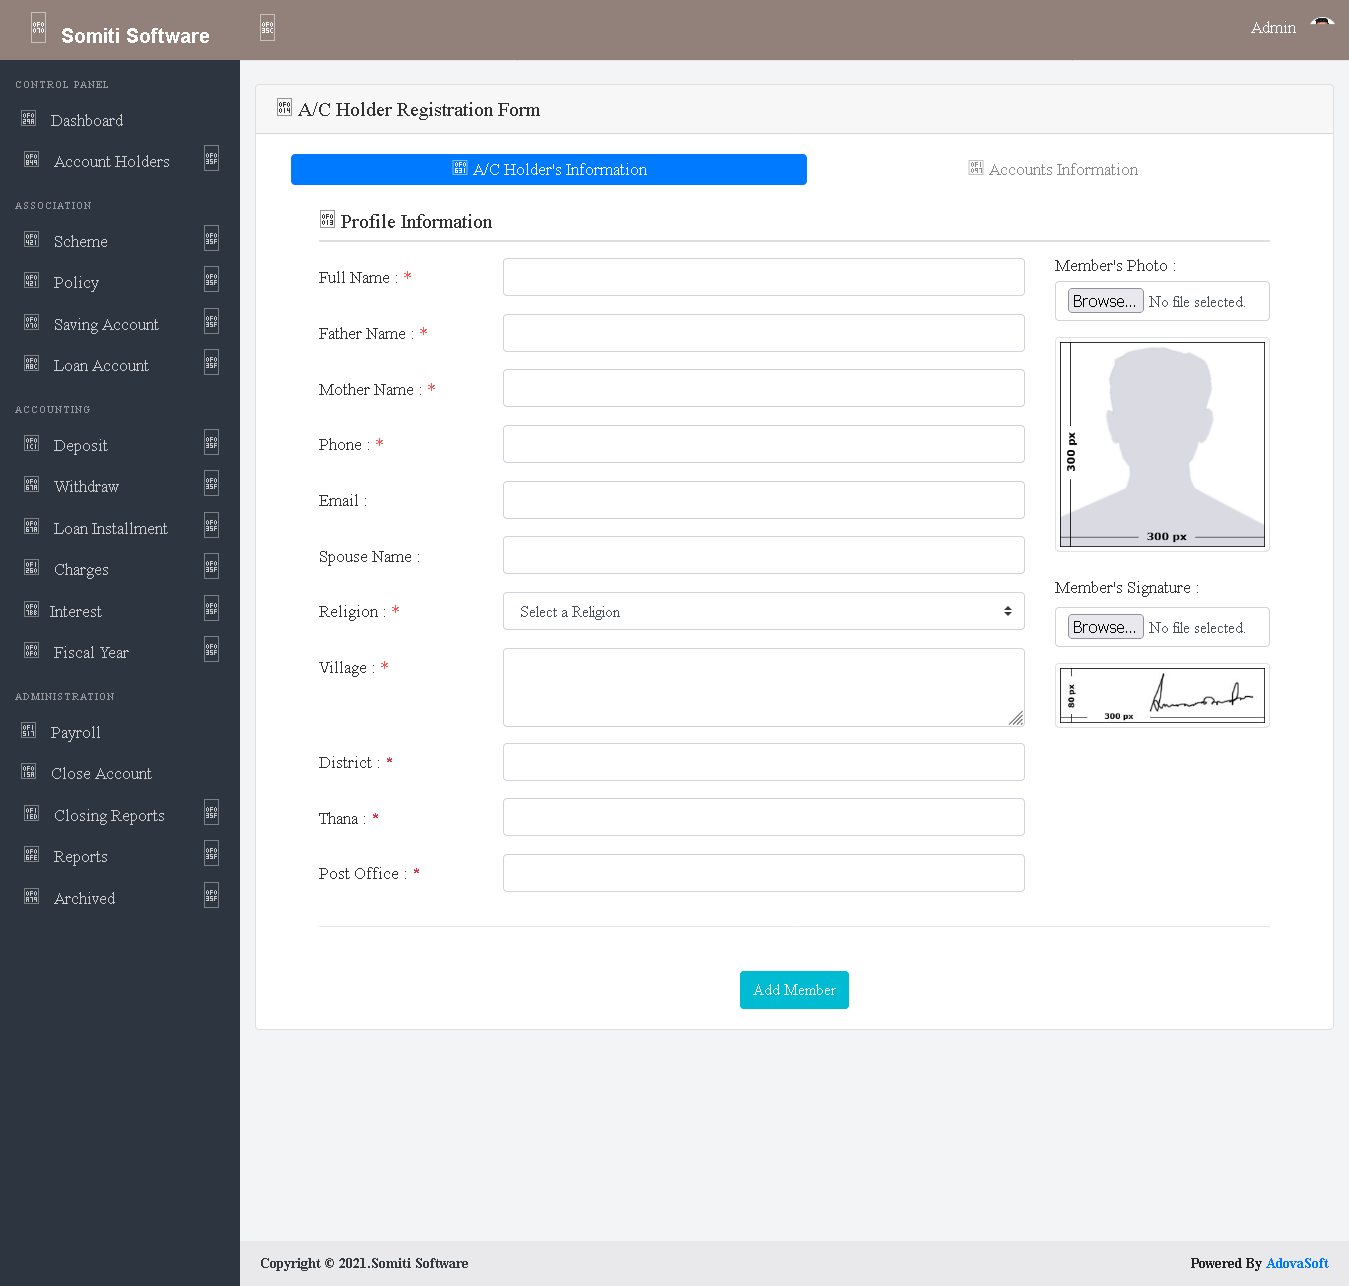 Somiti Software
Admin
CONTROL PANEL
Dashboard
Account Holders
ASSOCIATION
Scheme
Policy
Saving Account
Loan Account
ACCOUNTING
Deposit
Withdraw
Loan Installment
Charges
Interest
Fiscal Year
ADMINISTRATION
Payroll
Close Account
Closing Reports
Reports
Archived
A/C Holder Registration Form
A/C Holder's Information
Accounts Information
Profile Information
Full Name : *
Father Name : *
Mother Name : *
Phone : *
Email :
Spouse Name :
Religion : *
Select a Religion
Village : *
District : *
Thana : *
Post Office : *
Member's Photo :
Browse... No file selected.
300 px
300 px
Member's Signature :
Browse... No file selected.
80 px
300 px
Add Member
Copyright © 2021.Somiti Software
Powered By AdovaSoft